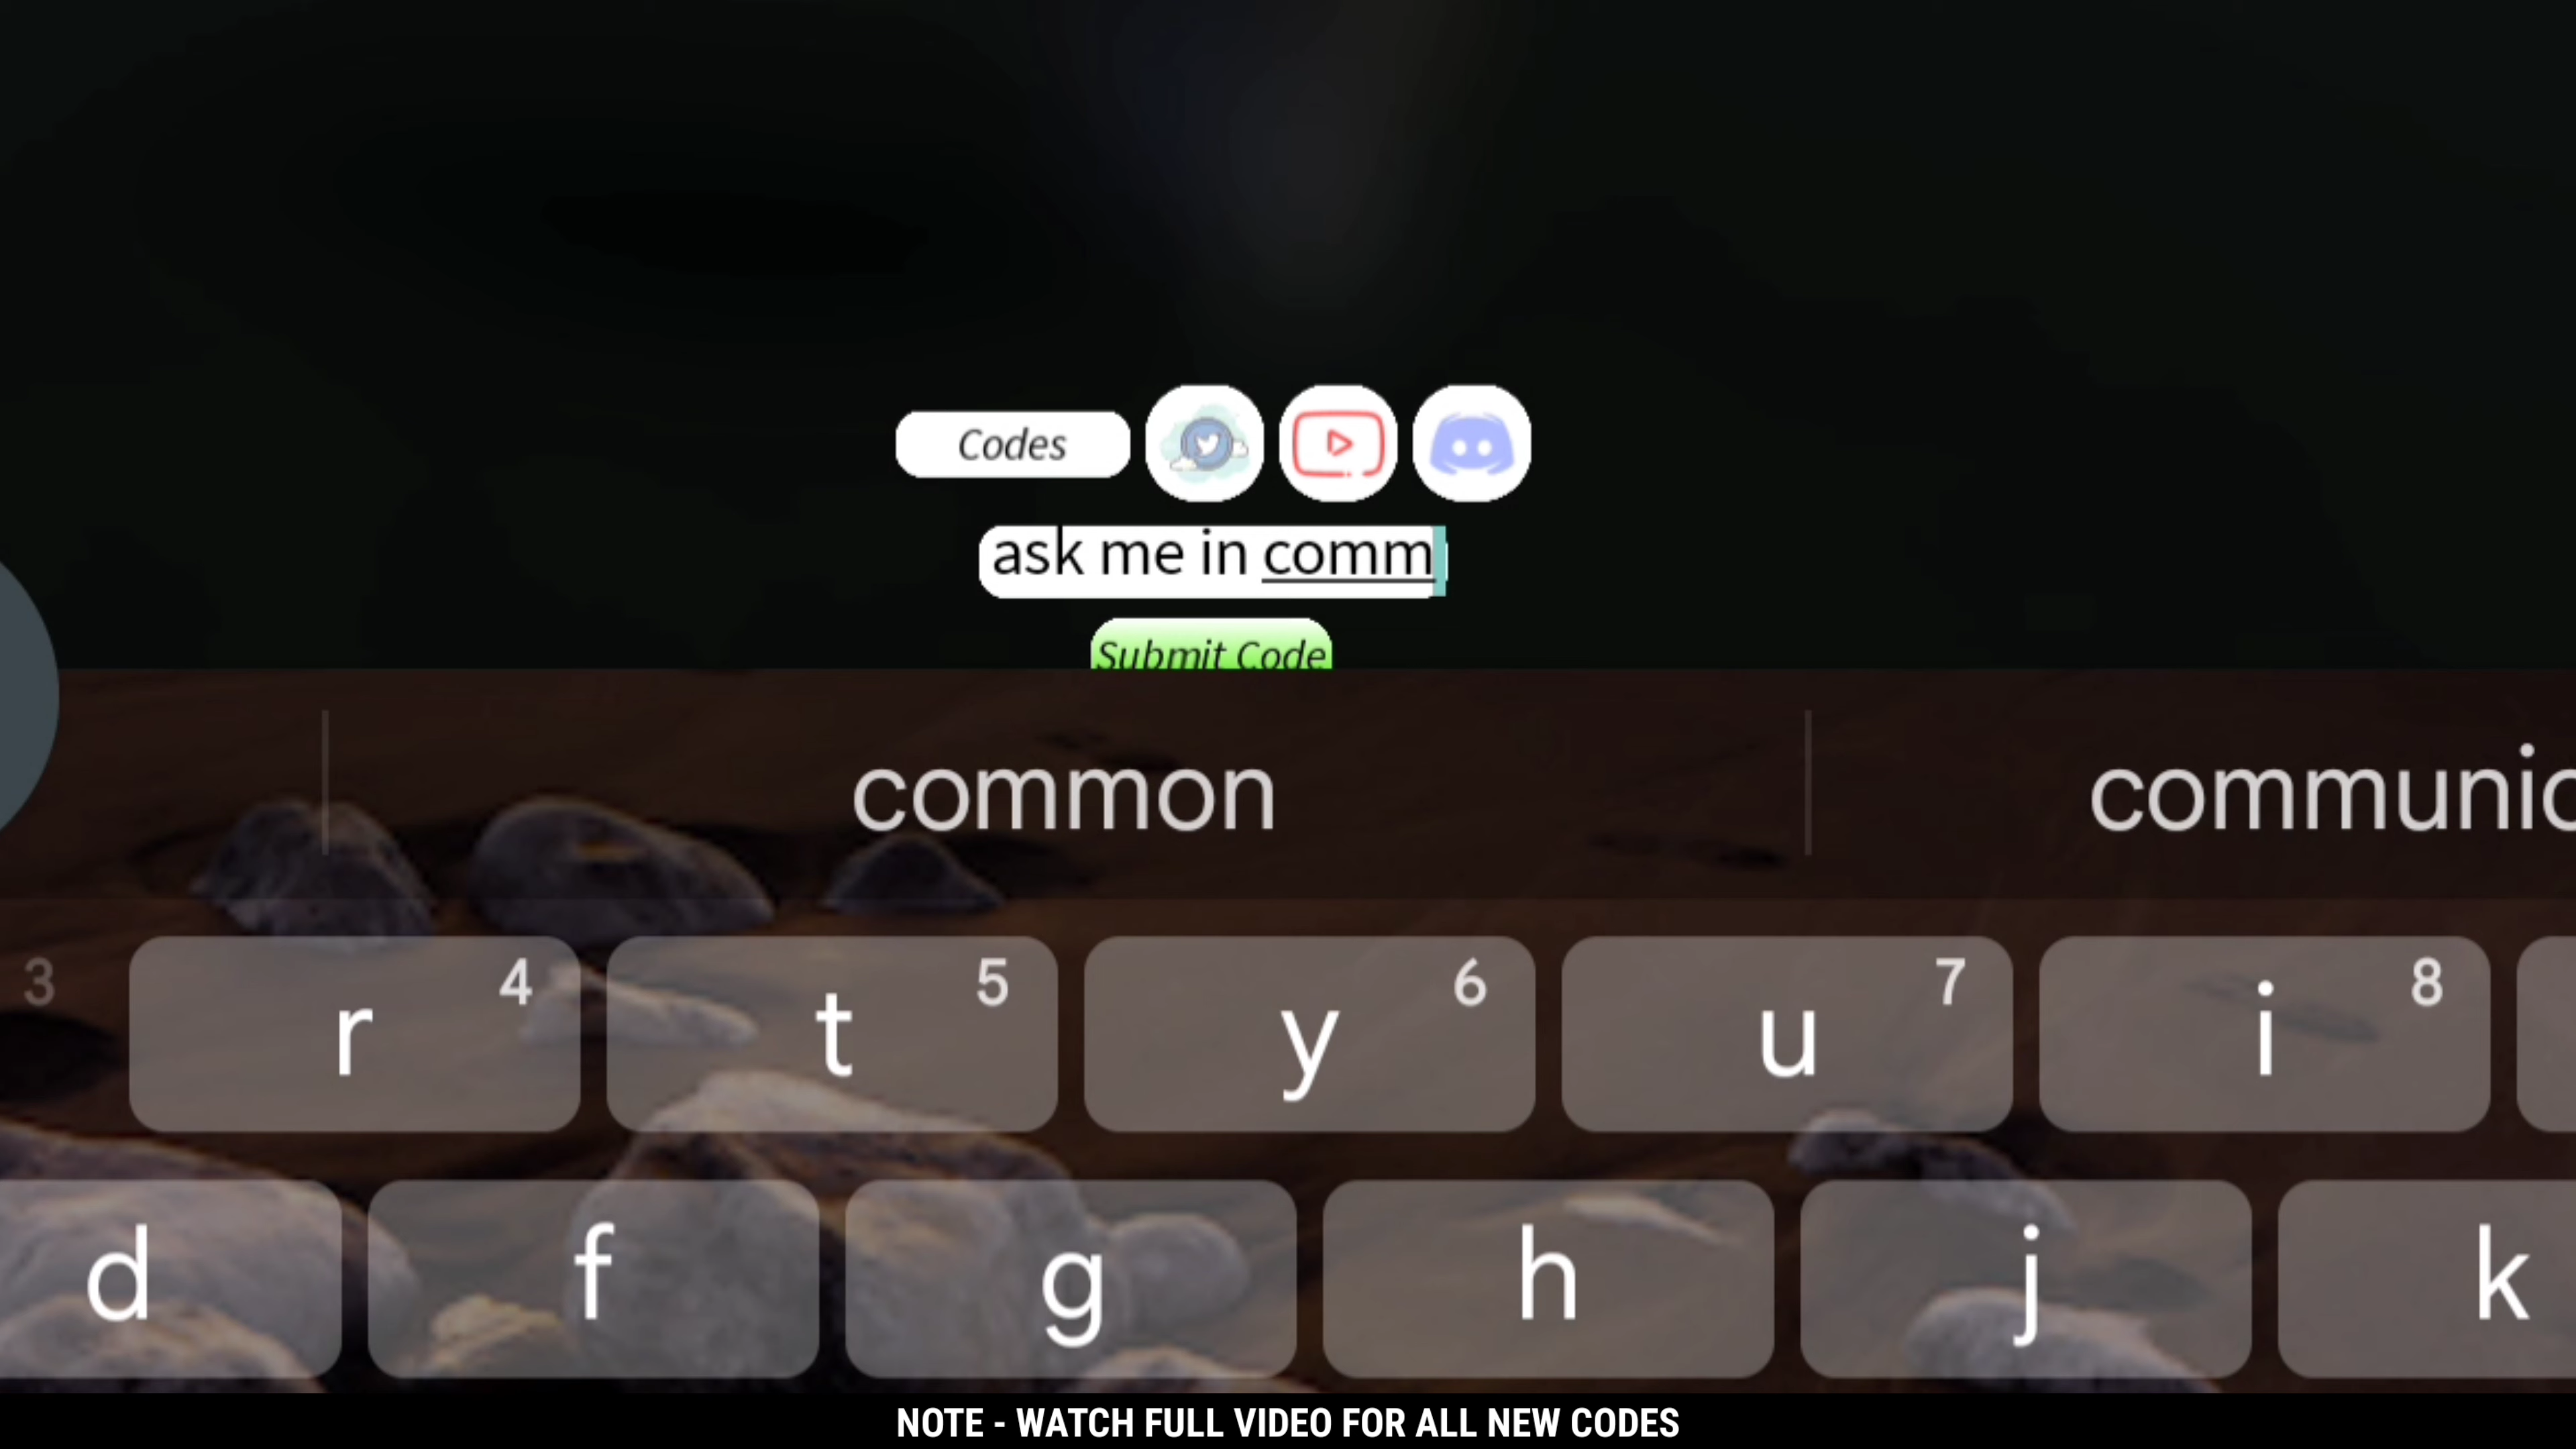 Codes
ask me in comm
Submit Code
common
communic
3 r 4 t 5 y 6 u 7 i 8
d f g h j k
NOTE - WATCH FULL VIDEO FOR ALL NEW CODES